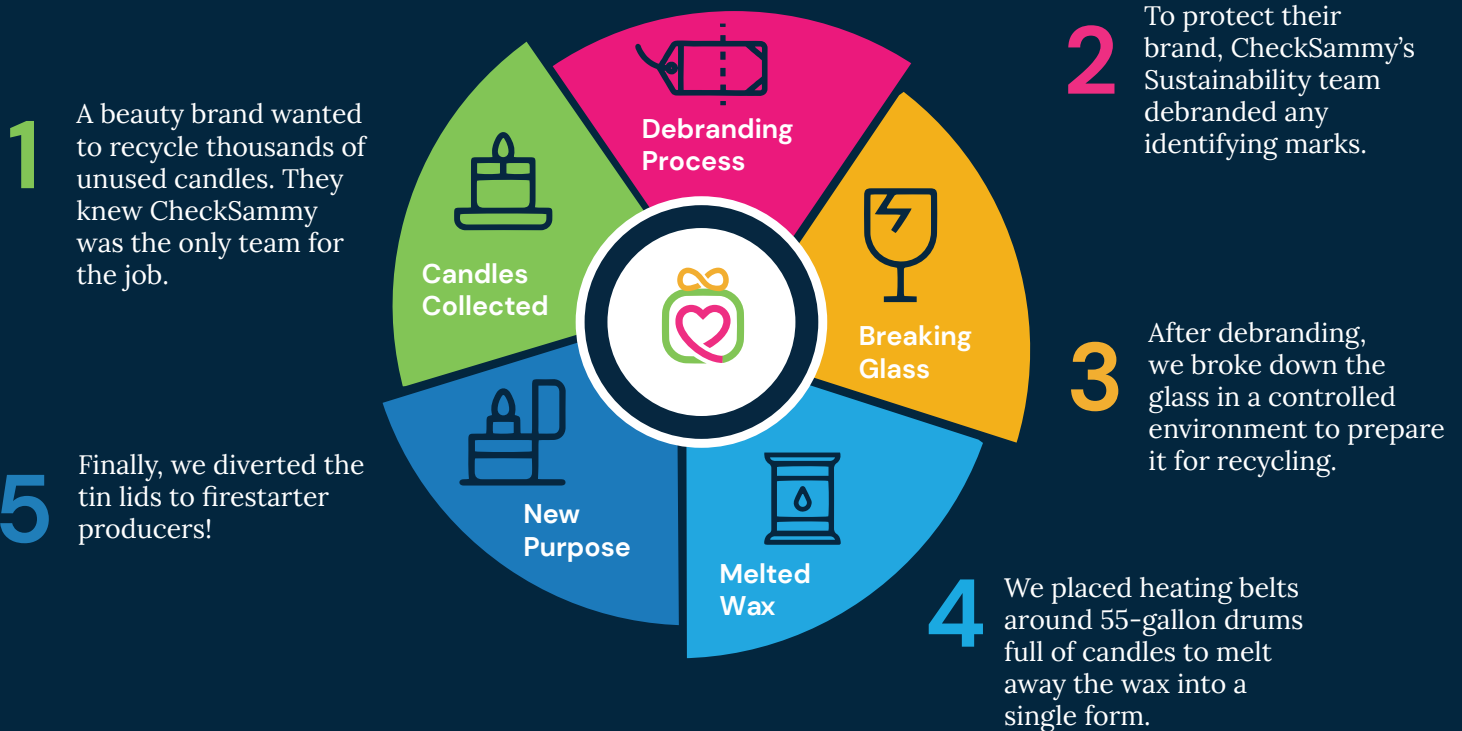 1
A beauty brand wanted
to recycle thousands of
unused candles. They
knew CheckSammy
was the only team for
the job.
Candles
Collected
2
To protect their
brand, CheckSammy’s
Sustainability team
debranded any
identifying marks.
Debranding
Process
3
After debranding,
we broke down the
glass in a controlled
environment to prepare
it for recycling.
Breaking
Glass
4
We placed heating belts
around 55-gallon drums
full of candles to melt
away the wax into a
single form.
Melted
Wax
5
Finally, we diverted the
tin lids to firestarter
producers!
New
Purpose